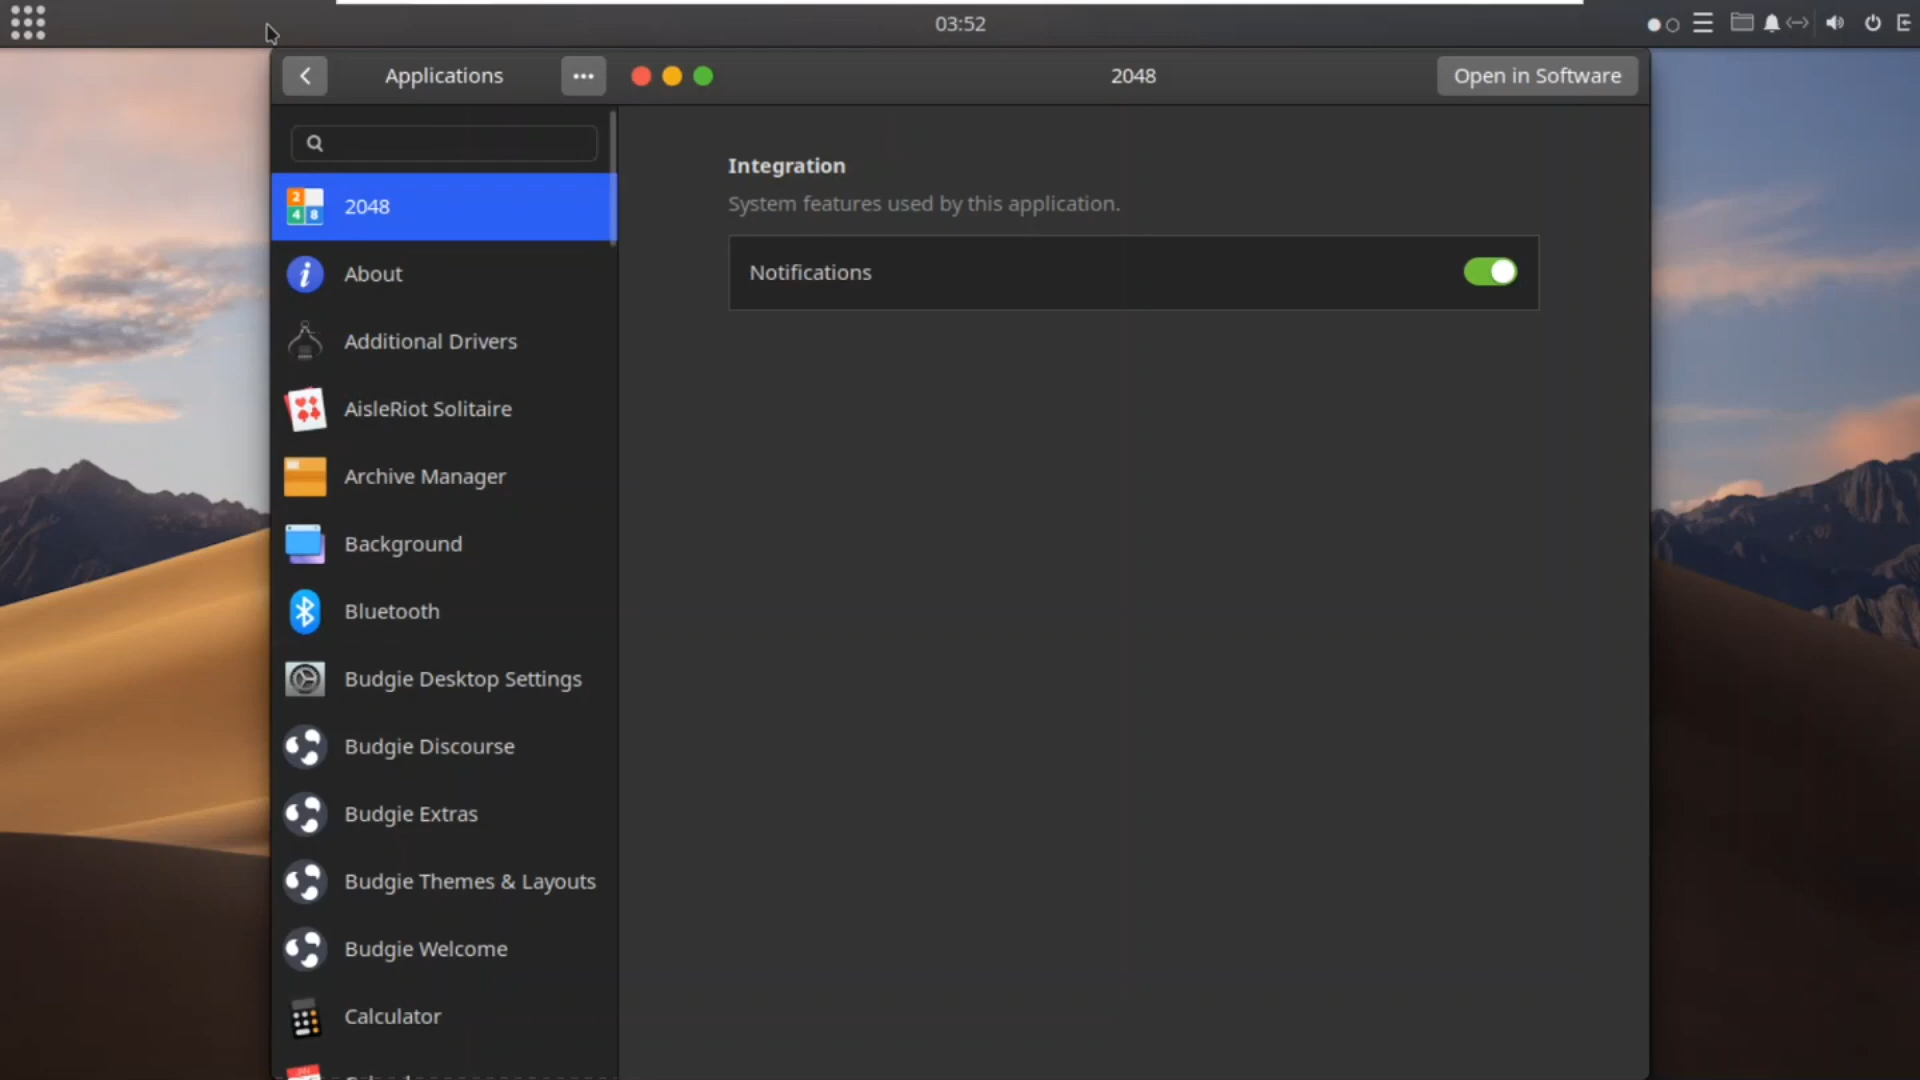 03:52
Applications
2048
Open in Software
2048
About
Additional Drivers
AisleRiot Solitaire
Archive Manager
Background
Bluetooth
Budgie Desktop Settings
Budgie Discourse
Budgie Extras
Budgie Themes & Layouts
Budgie Welcome
Calculator
Integration
System features used by this application.
Notifications